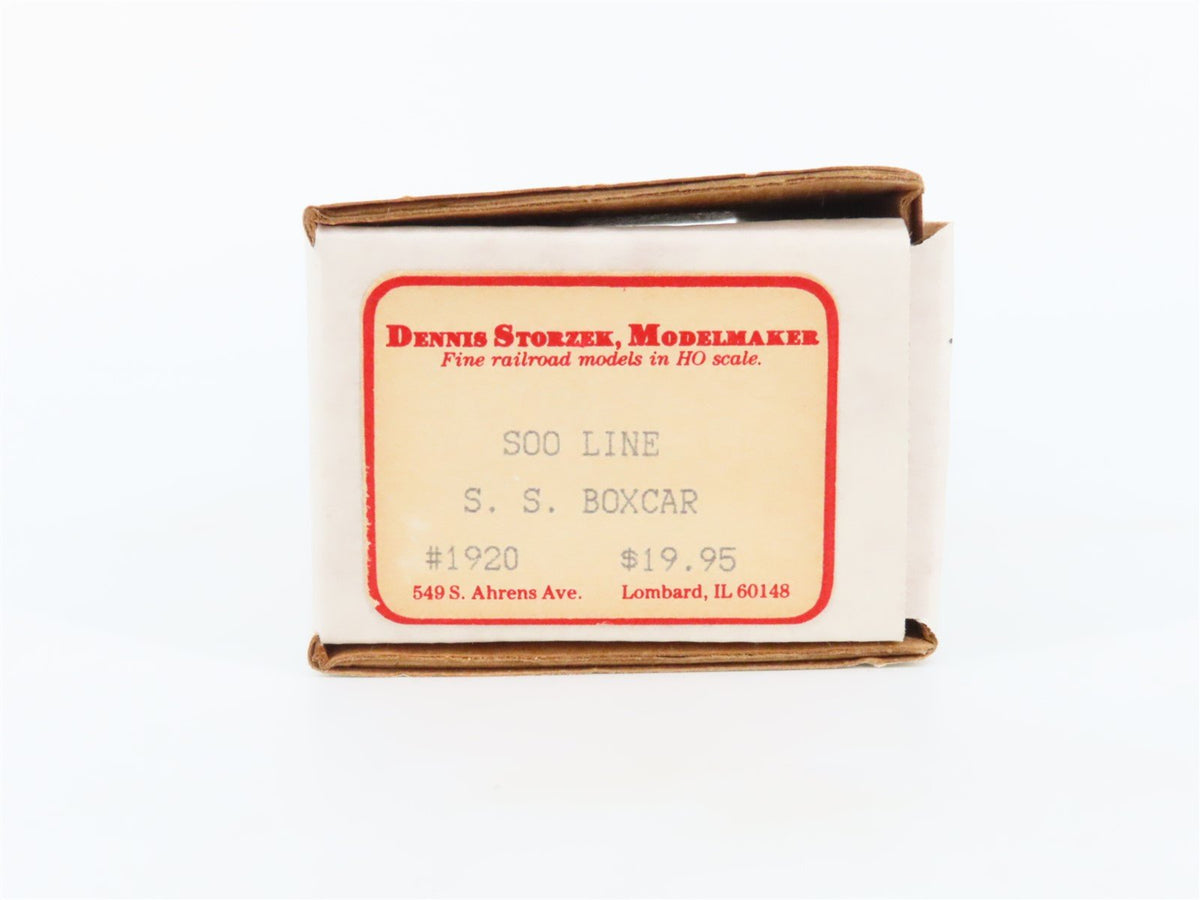 DENNIS STORZEK, MODELMAKER
Fine railroad models in HO scale.
SOO LINE
S. S. BOXCAR
#1920 $19.95
549 S. Ahrens Ave. Lombard, IL 60148